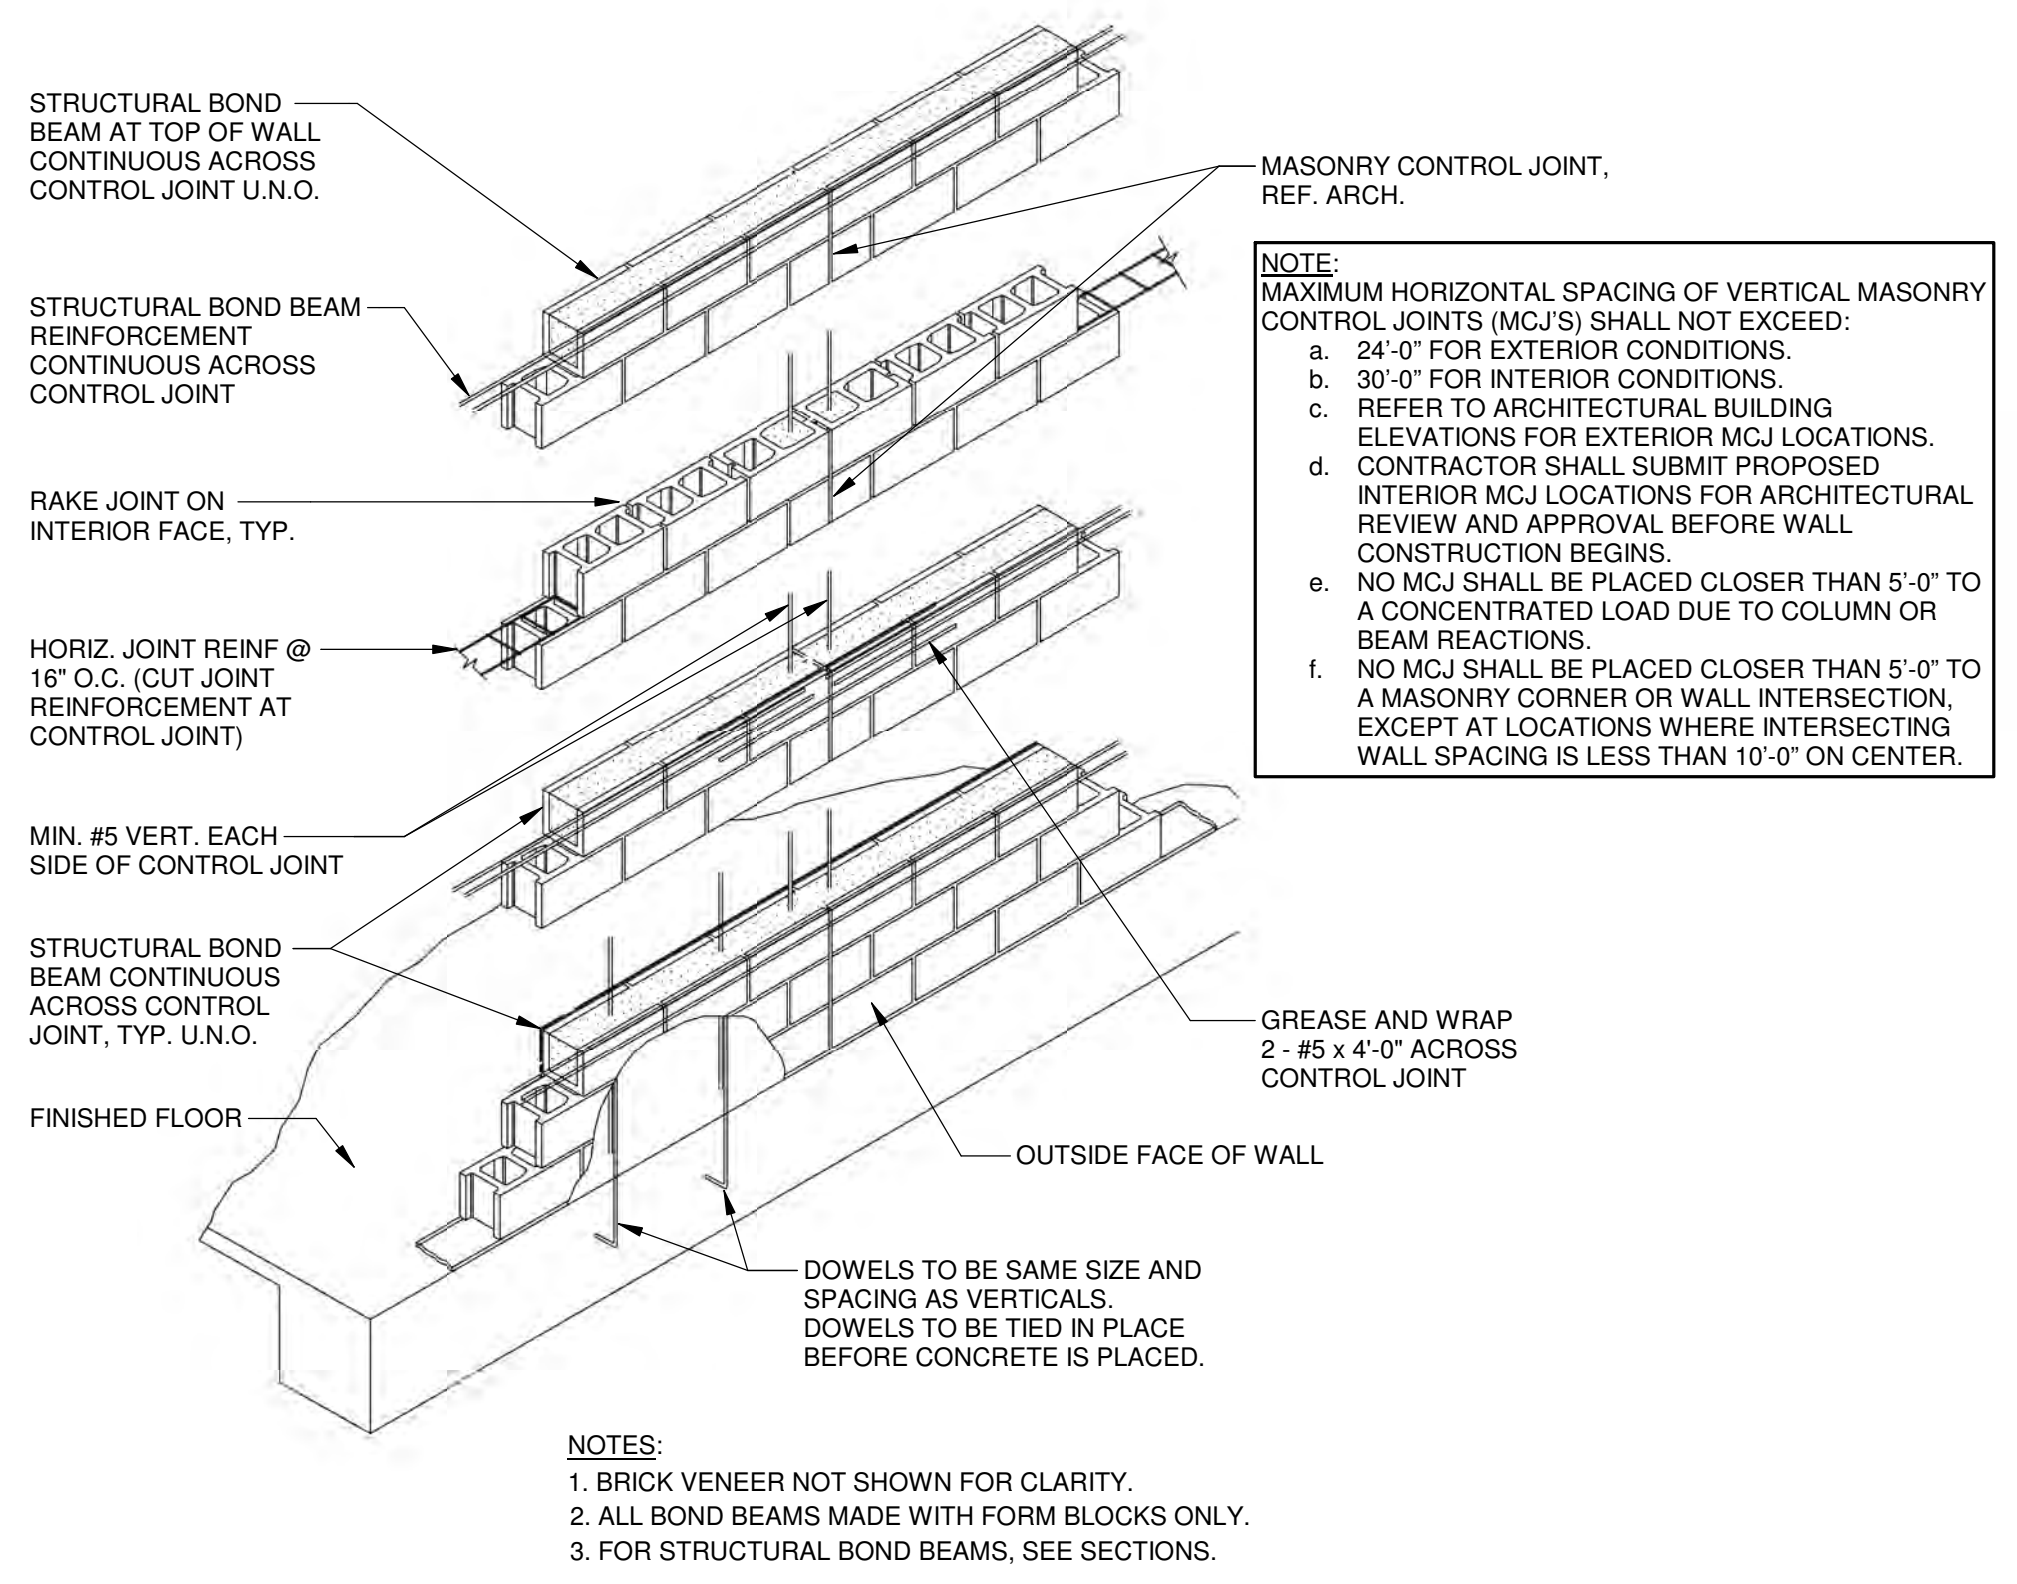 STRUCTURAL BOND
BEAM AT TOP OF WALL
CONTINUOUS ACROSS
CONTROL JOINT U.N.O.
STRUCTURAL BOND BEAM
REINFORCEMENT
CONTINUOUS ACROSS
CONTROL JOINT
RAKE JOINT ON
INTERIOR FACE, TYP.
HORIZ. JOINT REINF @
16" O.C. (CUT JOINT
REINFORCEMENT AT
CONTROL JOINT)
MIN. #5 VERT. EACH
SIDE OF CONTROL JOINT
STRUCTURAL BOND
BEAM CONTINUOUS
ACROSS CONTROL
JOINT, TYP. U.N.O.
FINISHED FLOOR
MASONRY CONTROL JOINT,
REF. ARCH.
NOTE:
MAXIMUM HORIZONTAL SPACING OF VERTICAL MASONRY
CONTROL JOINTS (MCJ'S) SHALL NOT EXCEED:
a. 24'-0" FOR EXTERIOR CONDITIONS.
b. 30'-0" FOR INTERIOR CONDITIONS.
c. REFER TO ARCHITECTURAL BUILDING
ELEVATIONS FOR EXTERIOR MCJ LOCATIONS.
d. CONTRACTOR SHALL SUBMIT PROPOSED
INTERIOR MCJ LOCATIONS FOR ARCHITECTURAL
REVIEW AND APPROVAL BEFORE WALL
CONSTRUCTION BEGINS.
e. NO MCJ SHALL BE PLACED CLOSER THAN 5'-0" TO
A CONCENTRATED LOAD DUE TO COLUMN OR
BEAM REACTIONS.
f. NO MCJ SHALL BE PLACED CLOSER THAN 5'-0" TO
A MASONRY CORNER OR WALL INTERSECTION,
EXCEPT AT LOCATIONS WHERE INTERSECTING
WALL SPACING IS LESS THAN 10'-0" ON CENTER.
GREASE AND WRAP
2 - #5 x 4'-0" ACROSS
CONTROL JOINT
OUTSIDE FACE OF WALL
DOWELS TO BE SAME SIZE AND
SPACING AS VERTICALS.
DOWELS TO BE TIED IN PLACE
BEFORE CONCRETE IS PLACED.
NOTES:
1. BRICK VENEER NOT SHOWN FOR CLARITY.
2. ALL BOND BEAMS MADE WITH FORM BLOCKS ONLY.
3. FOR STRUCTURAL BOND BEAMS, SEE SECTIONS.